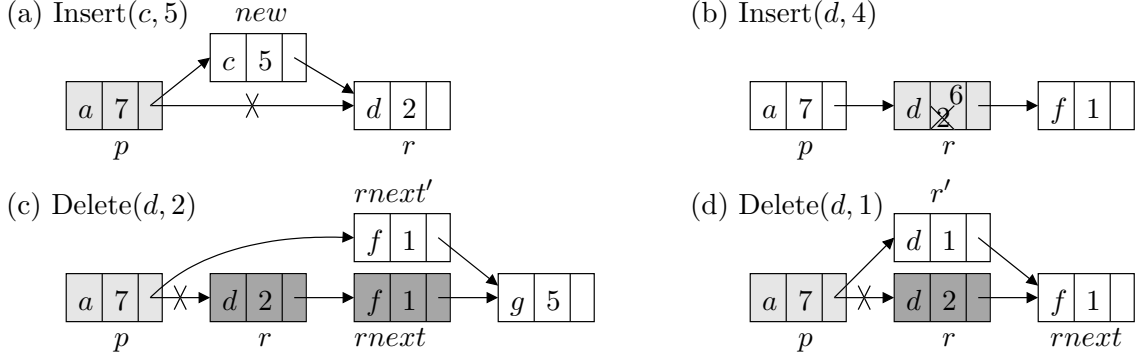 (a) Insert(c, 5)
new
c 5
a 7
d 2
p
r
(b) Insert(d, 4)
a 7
d 2 6
f 1
p
r
(c) Delete(d, 2)
rnext′
f 1
a 7
d 2
f 1
g 5
p
r
rnext
(d) Delete(d, 1)
r′
d 1
a 7
d 2
f 1
p
r
rnext